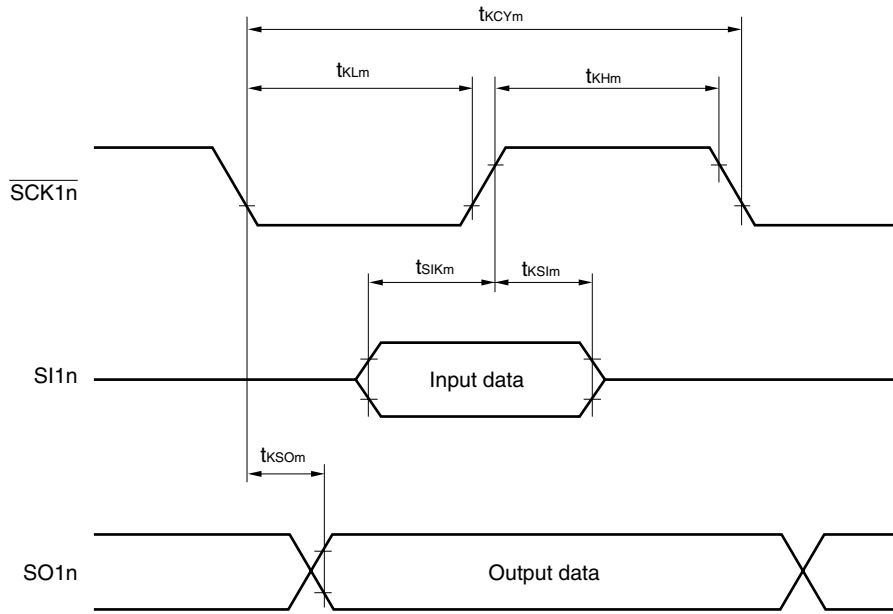 tKCYm
tKLm
tKHm
SCK1n
tSIKm
tKSIm
SI1n
Input data
tKSOm
SO1n
Output data